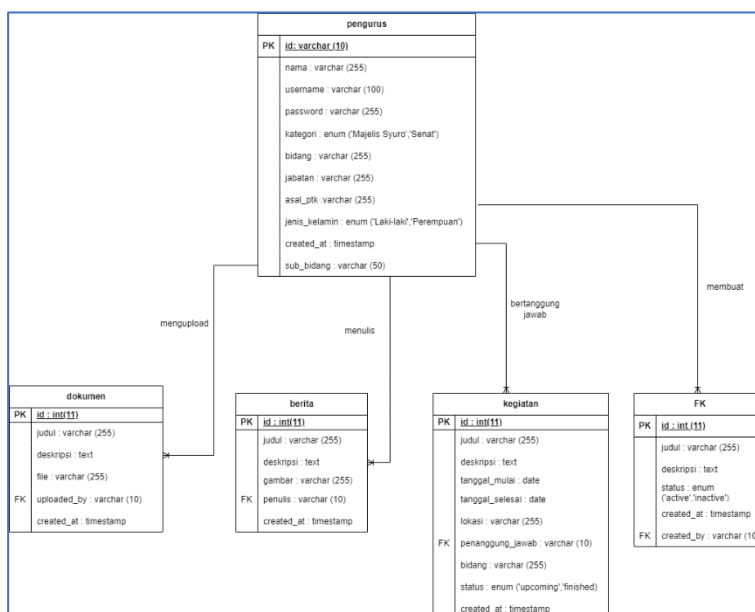 pengurus
PK id: varchar (10)
nama : varchar (255)
username : varchar (100)
password : varchar (255)
kategori : enum ('Majelis Syuro','Senat')
bidang : varchar (255)
jabatan : varchar (255)
asal_ptk :varchar (255)
jenis_kelamin : enum ('Laki-laki','Perempuan')
created_at : timestamp
sub_bidang : varchar (50)
mengupload
menulis
bertanggung
jawab
membuat
dokumen
PK id : int(11)
judul : varchar (255)
deskripsi : text
file : varchar (255)
FK uploaded_by : varchar (10)
created_at : timestamp
berita
PK id : int(11)
judul : varchar (255)
deskripsi : text
gambar : varchar (255)
FK penulis : varchar (10)
created_at : timestamp
kegiatan
PK id : int(11)
judul : varchar (255)
deskripsi : text
tanggal_mulai : date
tanggal_selesai : date
lokasi : varchar (255)
FK penanggung_jawab : varchar (10)
bidang : varchar (255)
status : enum ('upcoming','finished)
created_at : timestamp
FK
PK id : int (11)
judul : varchar (255)
deskripsi : text
status : enum
('active','inactive')
created_at : timestamp
FK created_by : varchar (10